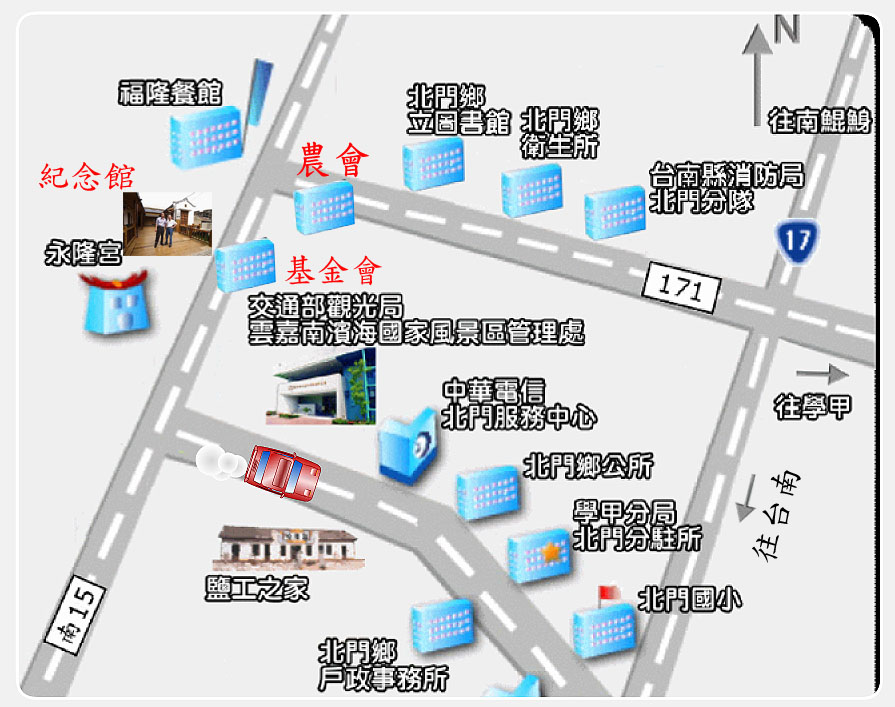 N
福隆餐館
北門鄉
立圖書館
北門鄉
衛生所
往南鯤鯓
農會
紀念館
台南縣消防局
北門分隊
17
永隆宮
基金會
171
交通部觀光局
雲嘉南濱海國家風景區管理處
中華電信
北門服務中心
往學甲
北門鄉公所
往台南
學甲分局
北門分駐所
鹽工之家
北門國小
南15
北門鄉
戶政事務所